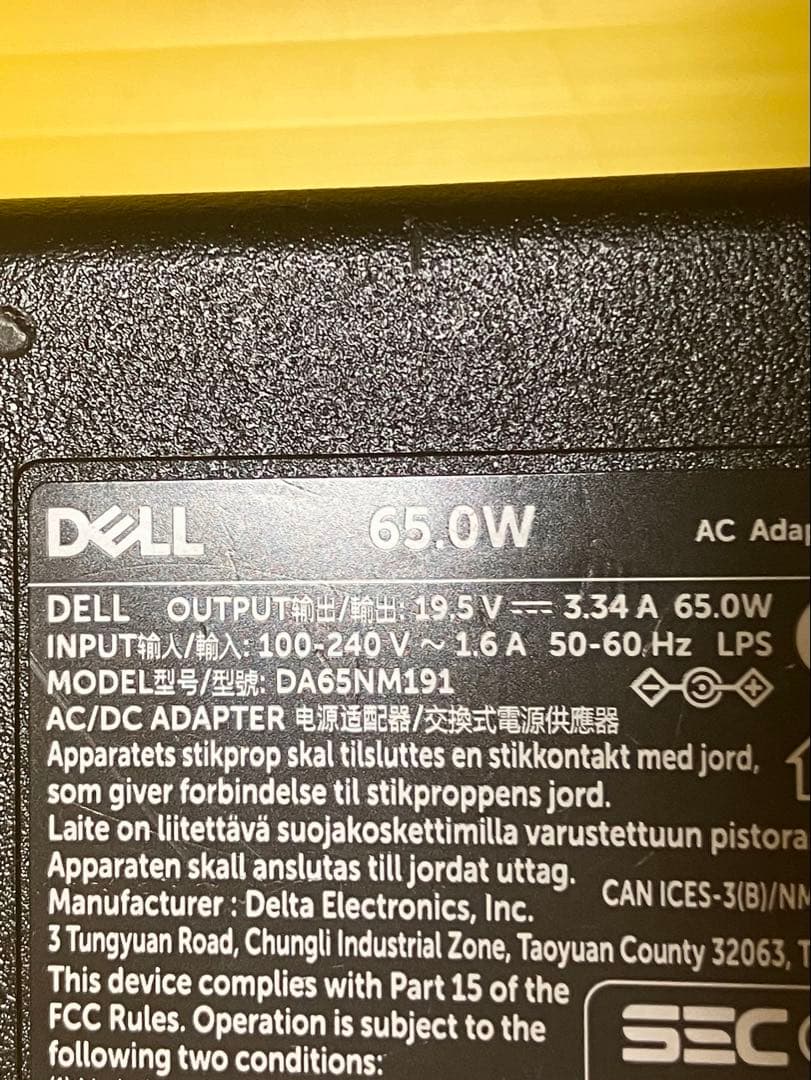 DELL 65.0W AC
DELL OUTPUT输出/輸出: 19.5V ⎓ 3.34A 65.0W
INPUT输人/輸入: 100-240 V ~ 1.6 A 50-60 Hz LPS
MODEL型号/型號: DA65NM191
AC/DC ADAPTER 电源适配器/交換式電源供應器
Apparatets stikprop skal tilsluttes en stikkontakt med jord,
som giver forbindelse til stikproppens jord.
Laite on liitettävä suojakoskettimilla varustettuun pistora
Apparaten skall anslutas till jordat uttag.
CAN ICES-3(B)/NM
Manufacturer : Delta Electronics, Inc.
3 Tungyuan Road, Chungli Industrial Zone, Taoyuan County 32063,
This device complies with Part 15 of the
FCC Rules. Operation is subject to the
following two conditions:
SEC